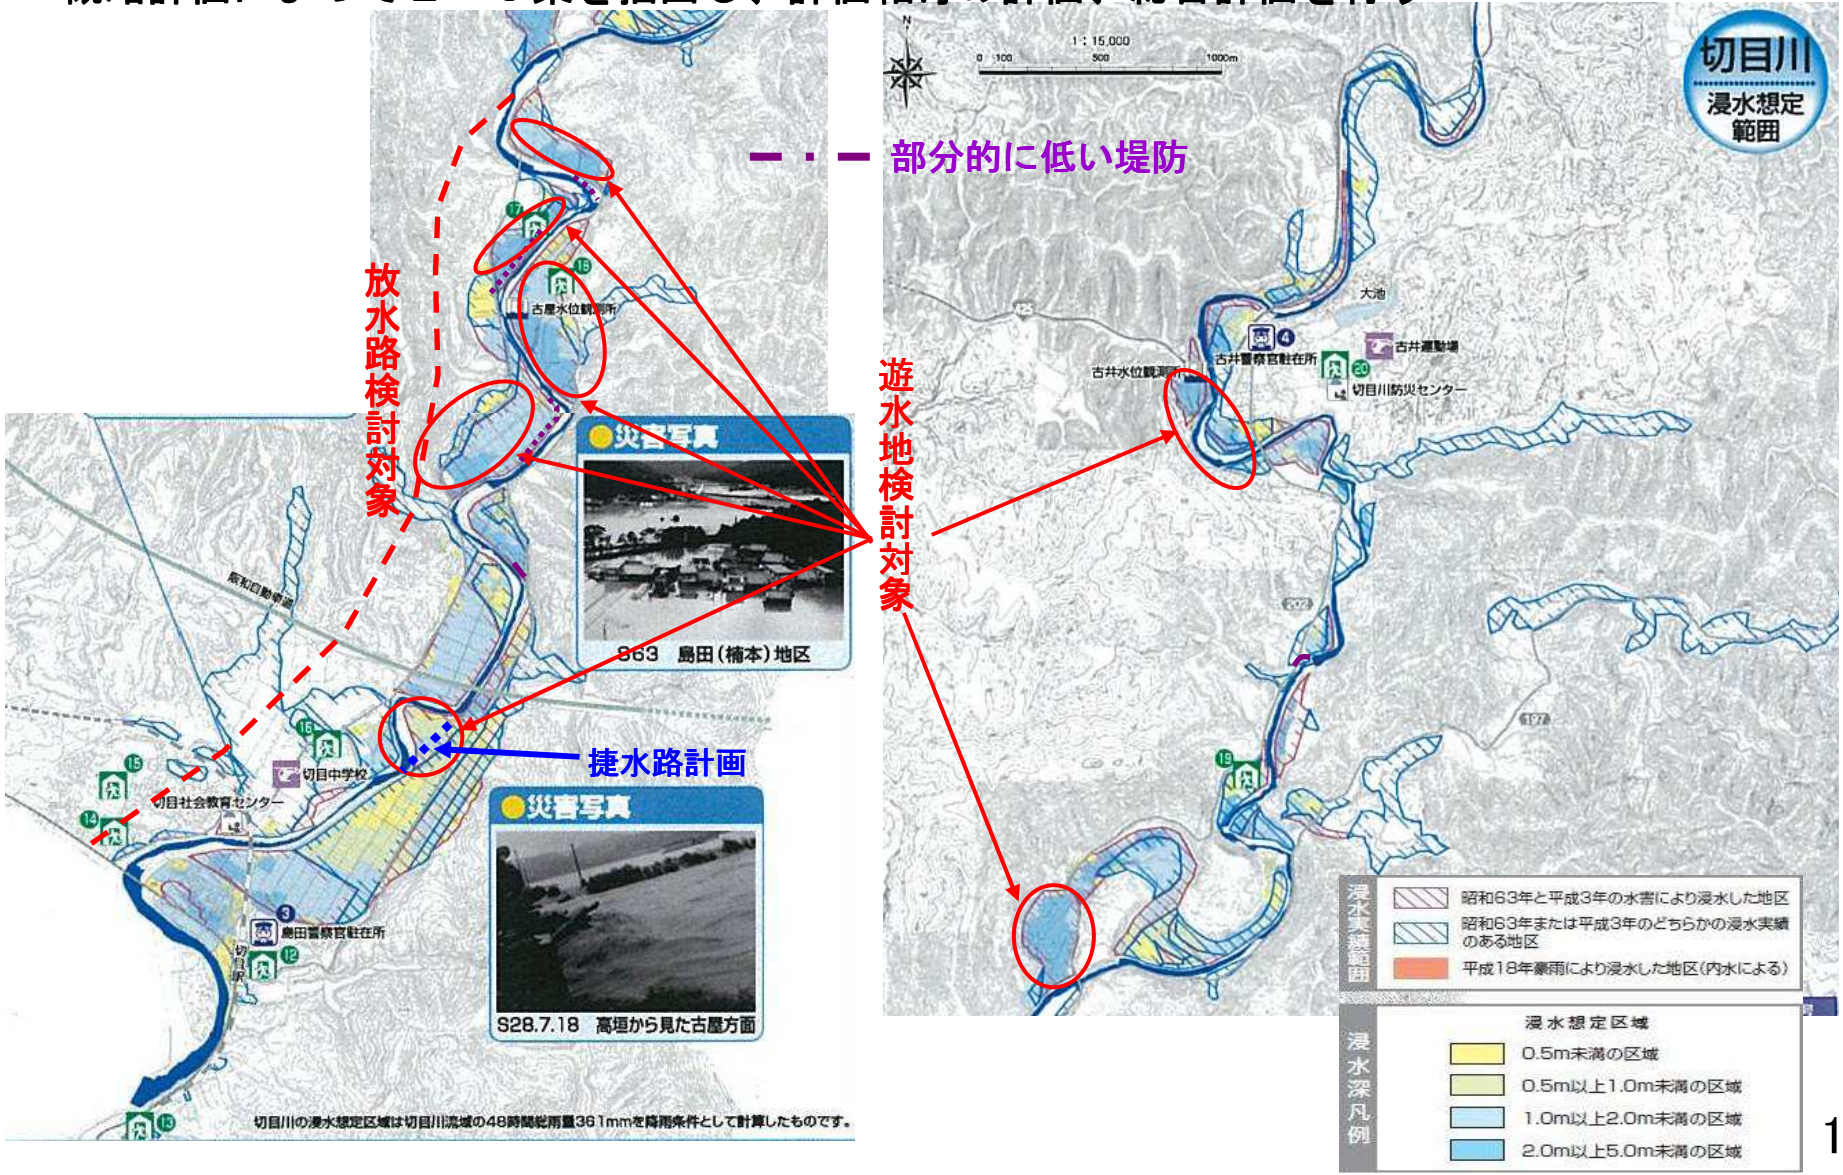 N
1：15,000
0 100 500 1000m
切目川
浸水想定
範囲
部分的に低い堤防
17
18
古屋水位観測所
放水路検討対象
大池
425
4
古井警察官駐在所
古井運動場
20
切目川防災センター
古井水位観測所
遊水地検討対象
災害写真
S63 島田（楠本）地区
阪和自動車道
202
197
19
捷水路計画
16
切目中学校
15
切目社会教育センター
14
災害写真
S28.7.18 高垣から見た古屋方面
3
島田警察官駐在所
切目駅
12
13
切目川の浸水想定区域は切目川流域の48時間総雨量361mmを降雨条件として計算したものです。
浸水実績範囲
昭和63年と平成3年の水害により浸水した地区
昭和63年または平成3年のどちらかの浸水実績
のある地区
平成18年豪雨により浸水した地区（内水による）
浸水深凡例
浸水想定区域
0.5m未満の区域
0.5m以上1.0m未満の区域
1.0m以上2.0m未満の区域
2.0m以上5.0m未満の区域
1